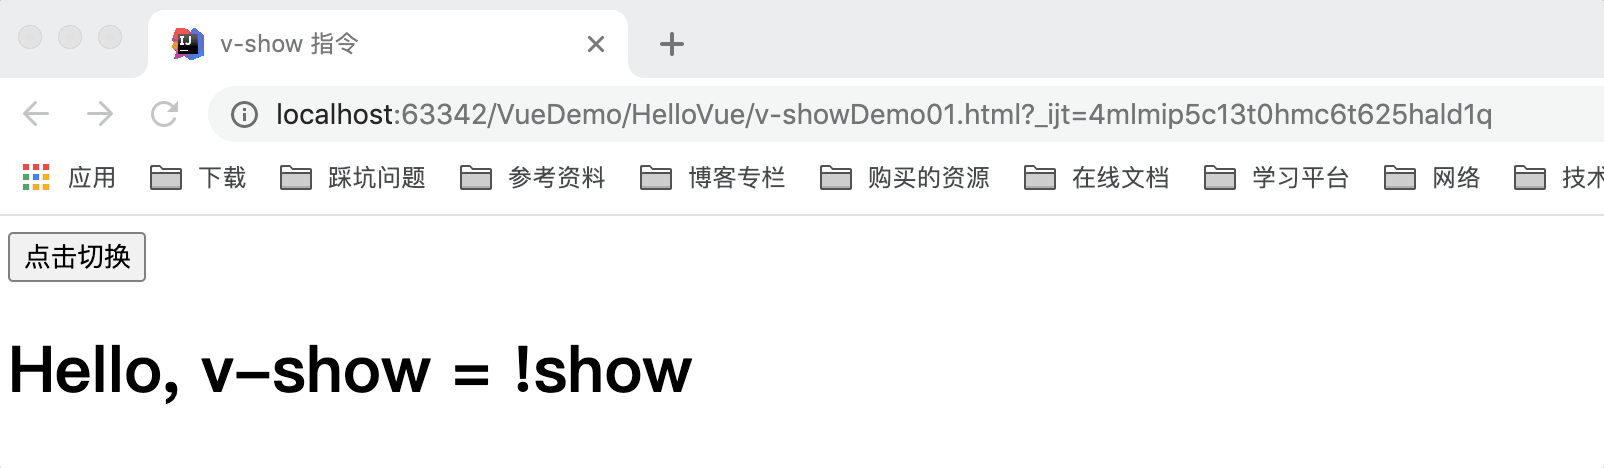 v-show 指令
localhost:63342/VueDemo/HelloVue/v-showDemo01.html?_ijt=4mlmip5c13t0hmc6t625hald1q
应用 下载 踩坑问题 参考资料 博客专栏 购买的资源 在线文档 学习平台 网络 技术
点击切换
Hello, v-show = !show